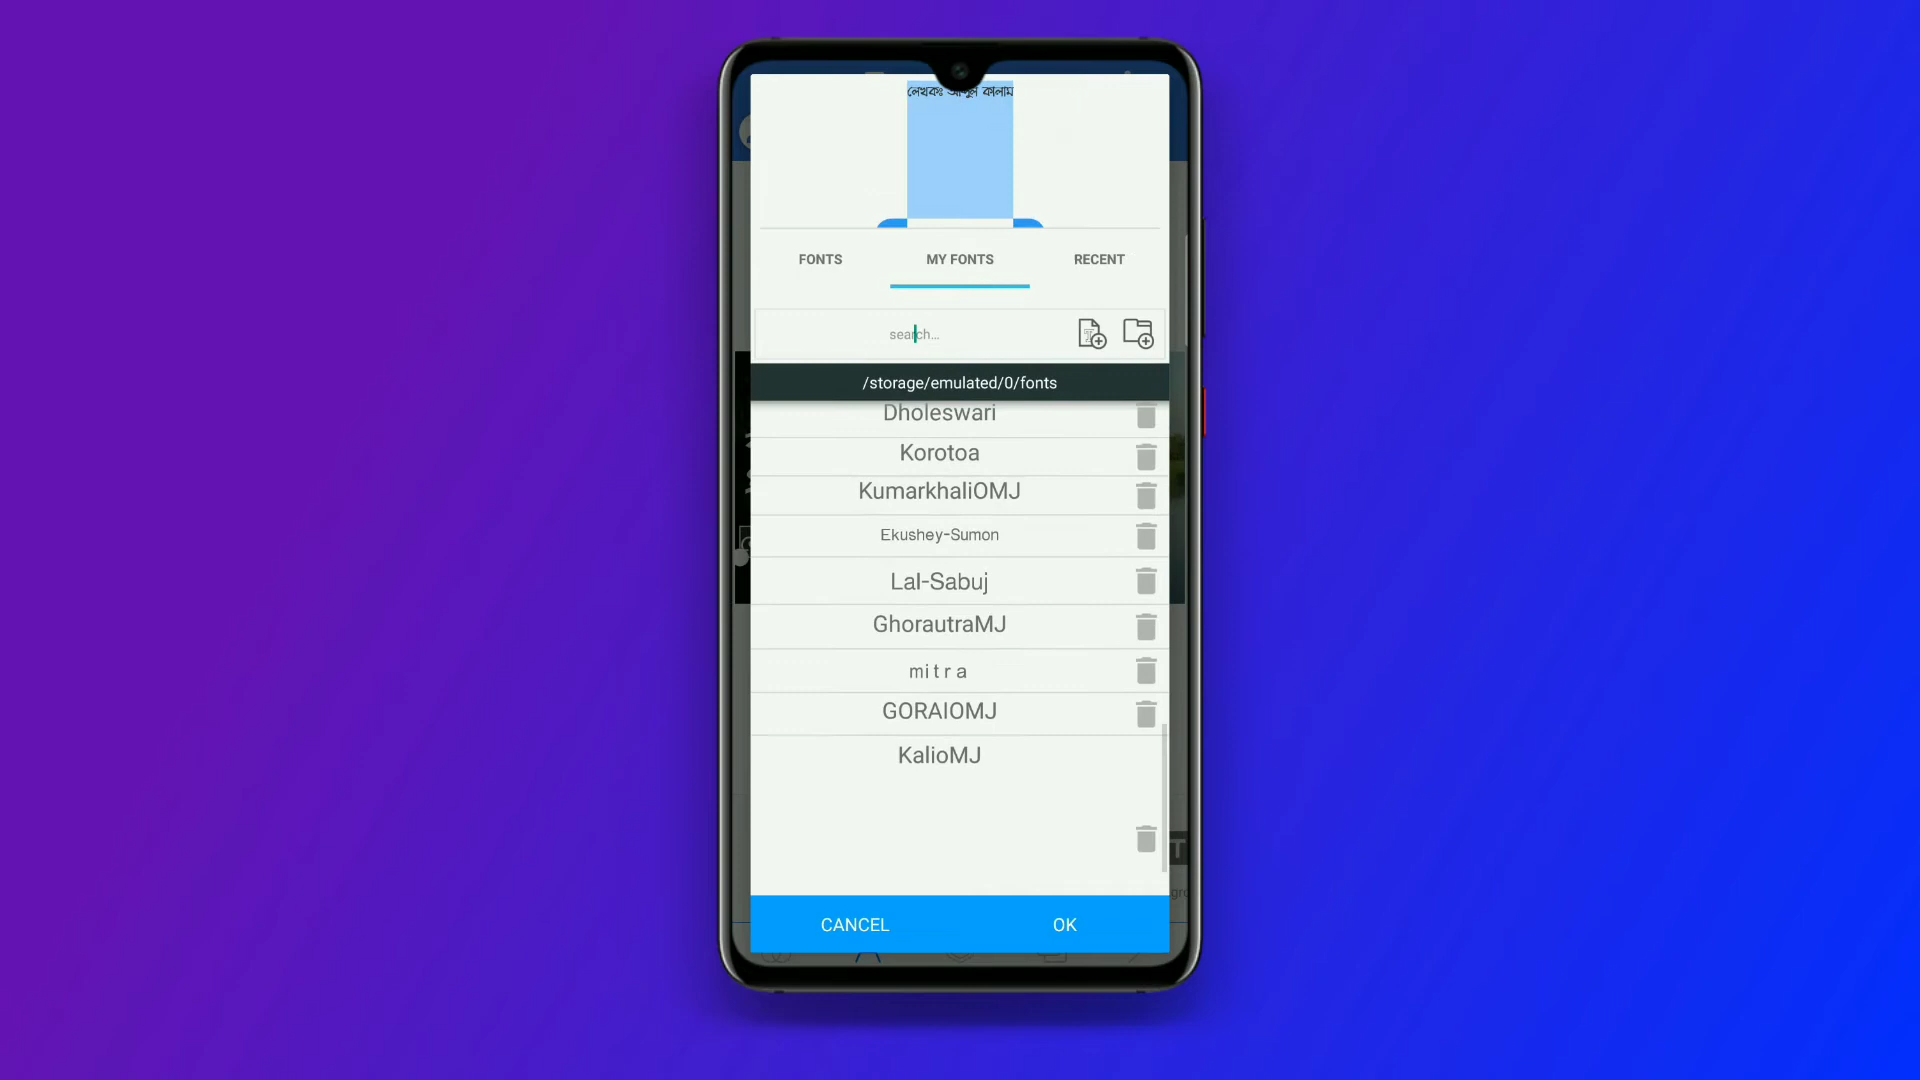 লেখকঃ কালাম
FONTS MY FONTS RECENT
search...
/storage/emulated/0/fonts
Dholeswari
Korotoa
KumarkhaliOMJ
Ekushey-Sumon
Lal-Sabuj
GhorautraMJ
mitra
GORAIOMJ
KalioMJ
CANCEL OK